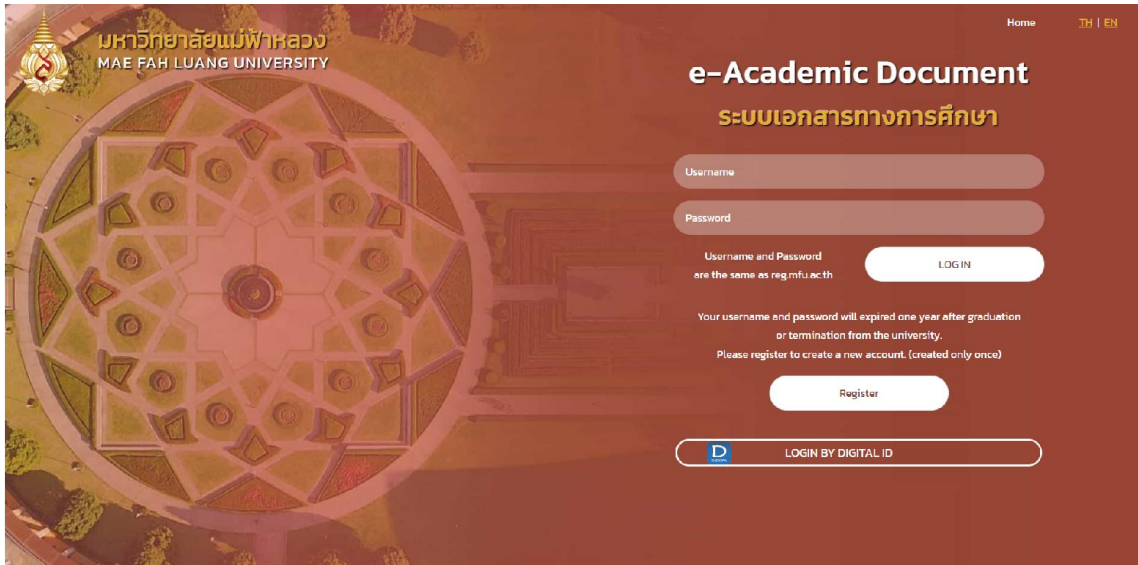 มหาวิทยาลัยแม่ฟ้าหลวง
MAE FAH LUANG UNIVERSITY
Home
TH | EN
e-Academic Document
ระบบเอกสารทางการศึกษา
Username
Password
Username and Password
are the same as reg.mfu.ac.th
LOG IN
Your username and password will expired one year after graduation
or termination from the university.
Please register to create a new account. (created only once)
Register
D
LOGIN BY DIGITAL ID